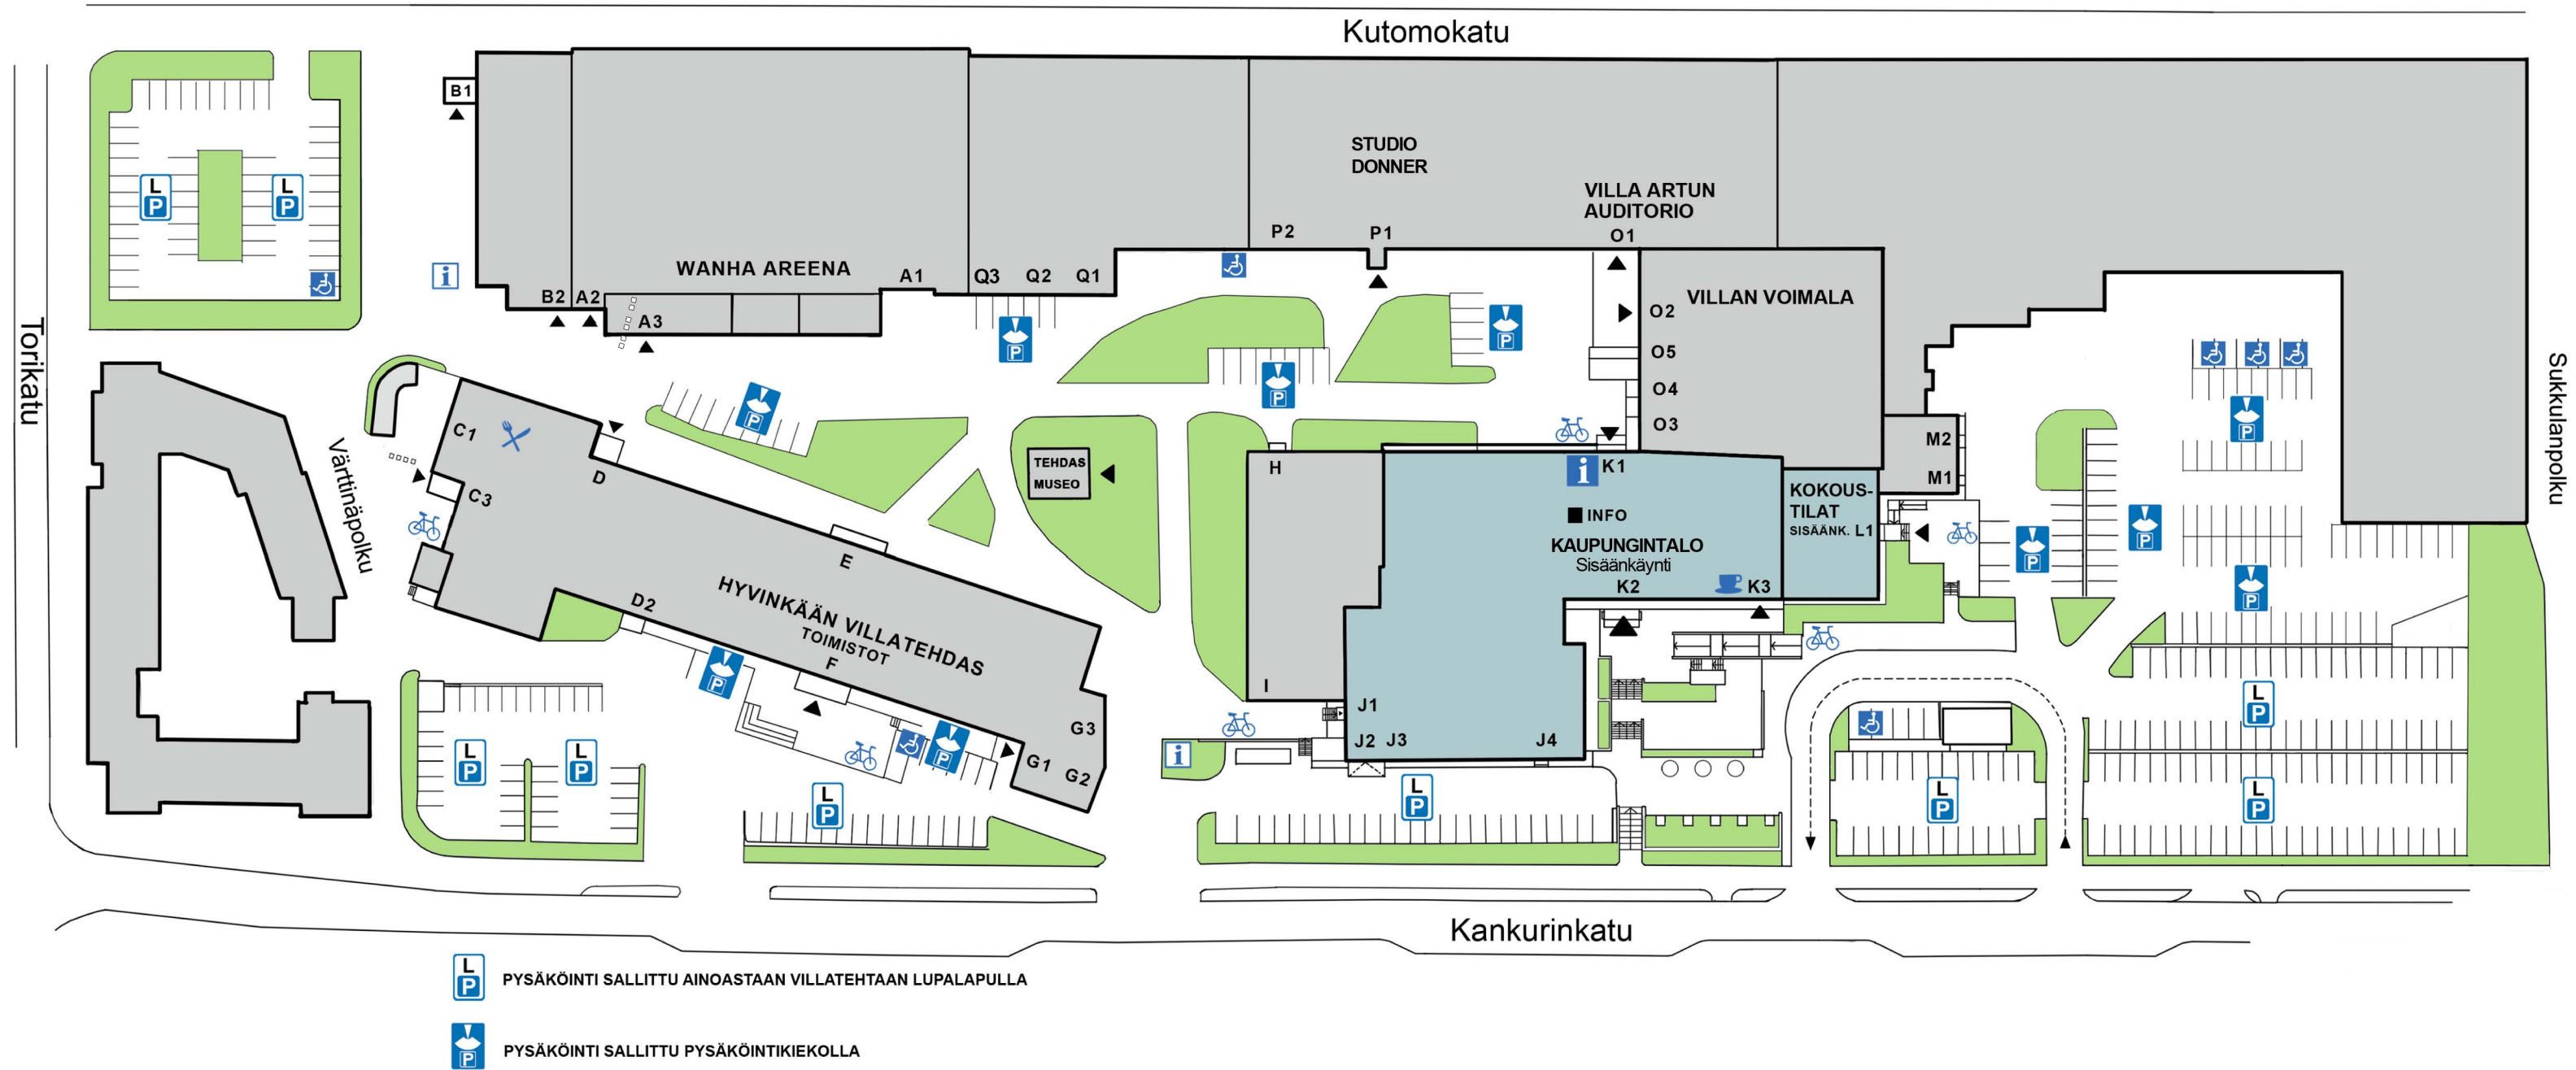 Kutomokatu
B1
L
P
L
P
STUDIO
DONNER
VILLA ARTUN
AUDITORIO
P2
P1
O1
WANHA AREENA
A1
Q3
Q2
Q1
i
B2
A2
A3
VILLAN VOIMALA
O2
O5
O4
O3
P
P
P
P
Torikatu
Sukkulanpolku
Värttinäpolku
C1
C3
D
E
D2
HYVINKÄÄN VILLATEHDAS
TOIMISTOT
F
G3
G1
G2
TEHDAS
MUSEO
H
I
i
K1
INFO
KAUPUNGINTALO
Sisäänkäynti
K2
K3
KOKOUS-
TILAT
SISÄÄNK. L1
M2
M1
J1
J2
J3
J4
P
P
P
P
P
P
i
L
P
L
P
L
P
L
P
L
P
L
P
L
P
Kankurinkatu
L
P
PYSÄKÖINTI SALLITTU AINOASTAAN VILLATEHTAAN LUPALAPULLA
P
PYSÄKÖINTI SALLITTU PYSÄKÖINTIKIEKOLLA